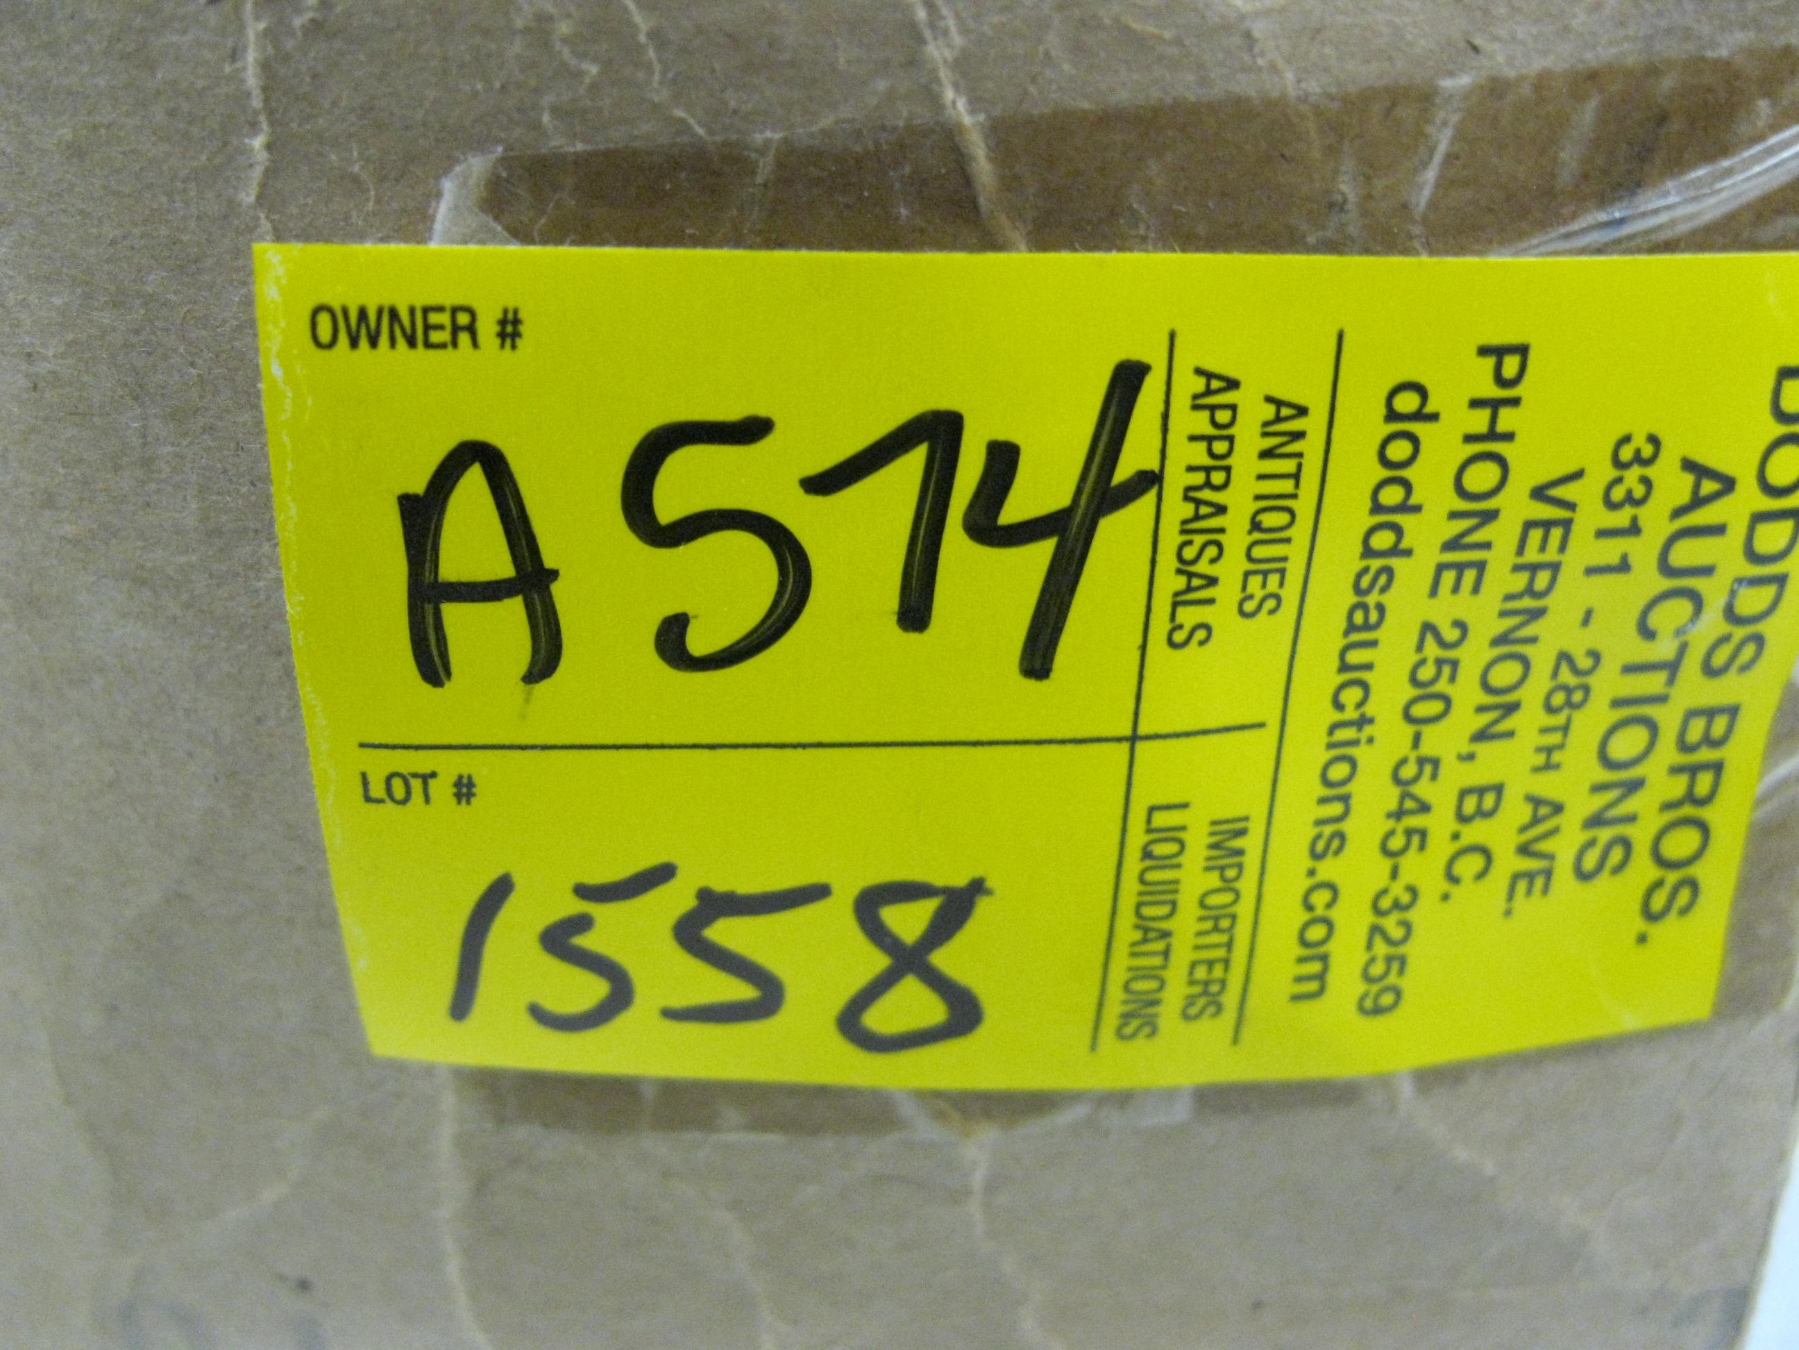 OWNER #
A514
LOT #
1558
ANTIQUES
APPRAISALS
IMPORTERS
LIQUIDATIONS
DODDS BROS.
AUCTIONS
3311 - 28TH AVE.
VERNON, B.C.
PHONE 250-545-3259
doddsauctions.com